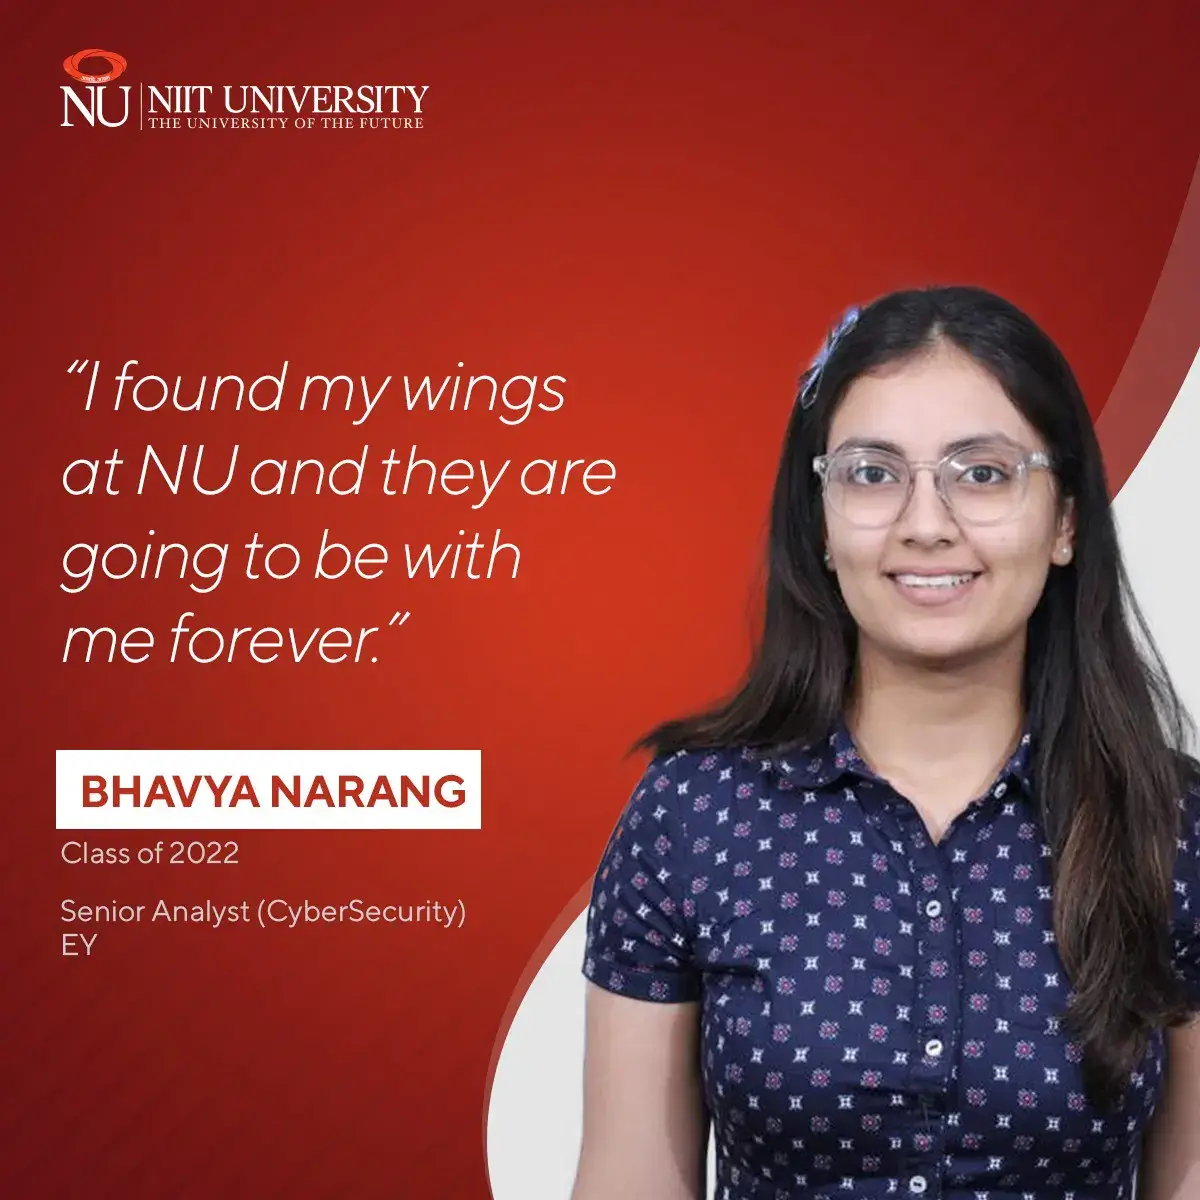 NU
NIIT UNIVERSITY
THE UNIVERSITY OF THE FUTURE
“I found my wings
at NU and they are
going to be with
me forever.”
BHAVYA NARANG
Class of 2022
Senior Analyst (CyberSecurity)
EY